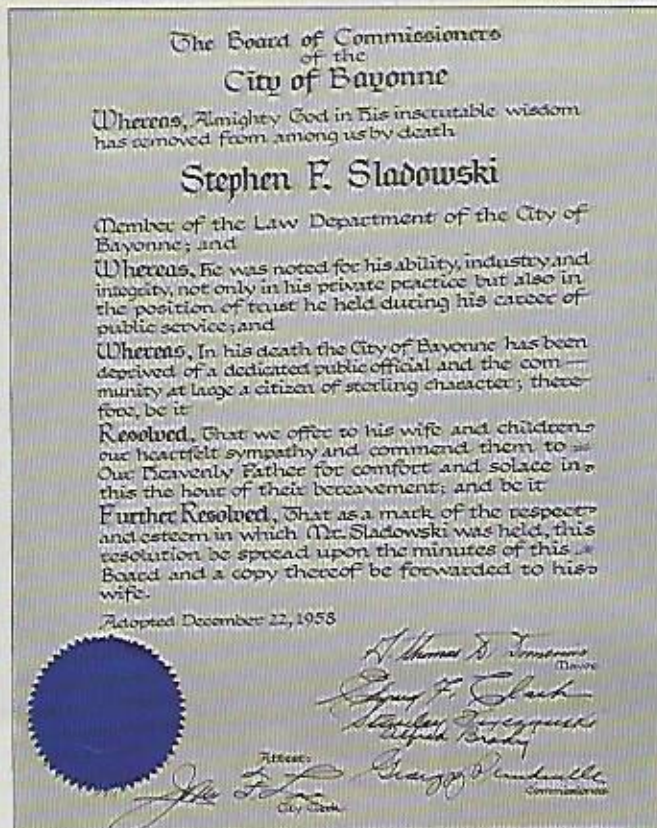 The Board of Commissioners
of the
City of Bayonne
Whereas, Almighty God in His inscrutable wisdom
has removed from among us by death
Stephen F. Sladowski
Member of the Law Department of the City of
Bayonne; and
Whereas, He was noted for his ability, industry, and
integrity, not only in his private practice but also in
the position of trust he held during his career of
public service; and
Whereas, In his death the City of Bayonne has been
deprived of a dedicated public official and the com—
munity at large a citizen of sterling character; there—
fore, be it
Resolved, That we offer to his wife and children
our heartfelt sympathy and commend them to
Our Heavenly Father for comfort and solace in
this the hour of their bereavement; and be it
Further Resolved, That as a mark of the respect
and esteem in which Mr. Sladowski was held, this
resolution be spread upon the minutes of this
Board and a copy thereof be forwarded to his
wife.
Adopted December 22, 1958
Thomas
Mayor
F. Clark
Stanley
Alfred Brady
Attest:
City Clerk
Commissioners